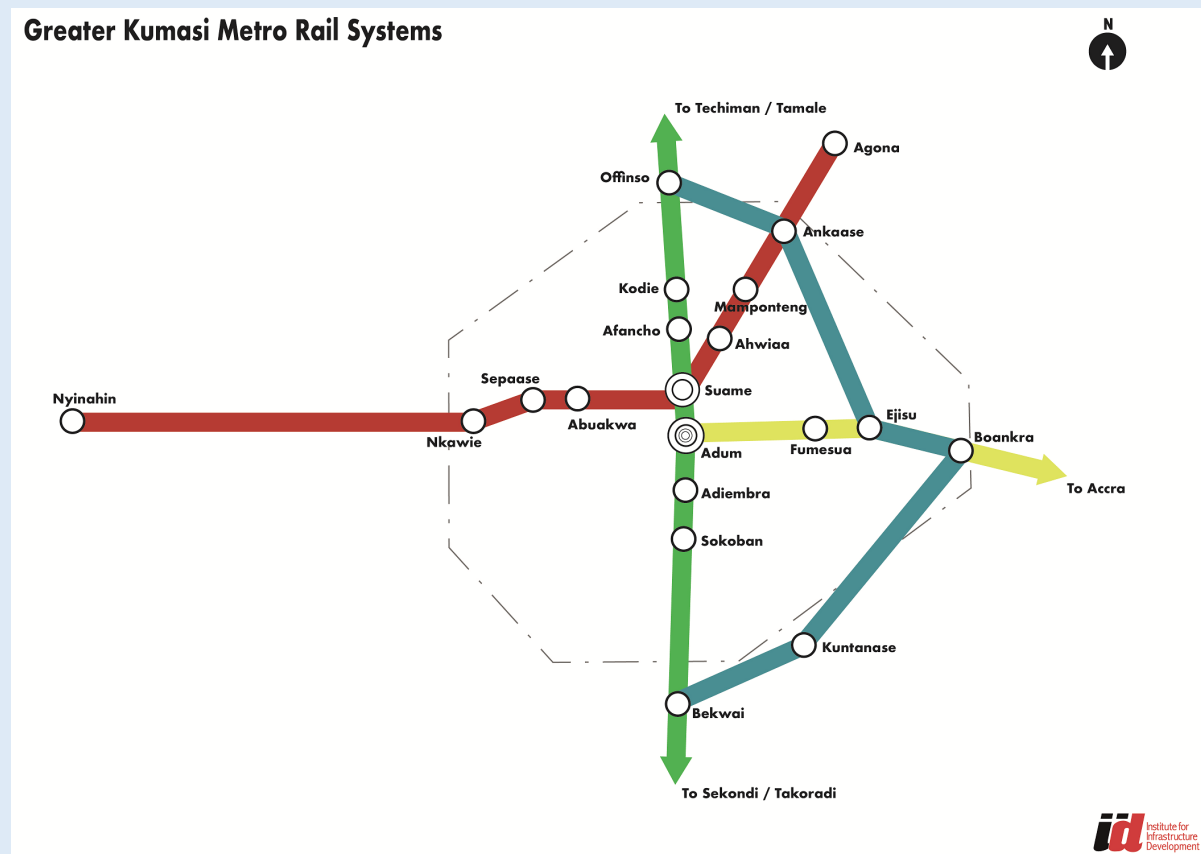 Greater Kumasi Metro Rail Systems
N
To Techiman / Tamale
Agona
Offinso
Ankaase
Kodie
Mamponteng
Afancho
Ahwiaa
Sepaase
Suame
Nyinahin
Abuakwa
Ejisu
Nkawie
Boankra
Adum
Fumesua
Adiembra
To Accra
Sokoban
Kuntanase
Bekwai
To Sekondi / Takoradi
iid
Institute for
Infrastructure
Development